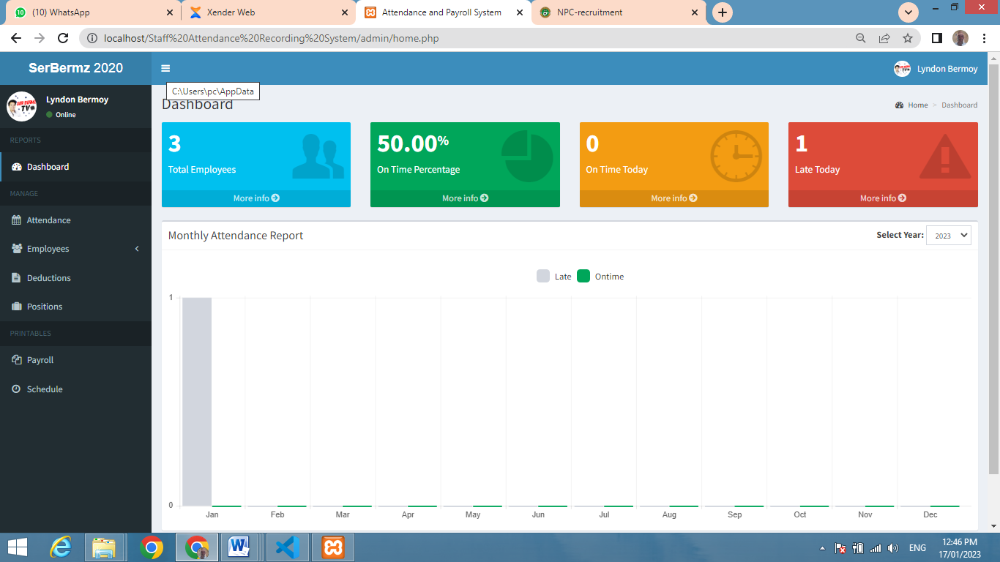 (10) WhatsApp
Xender Web
Attendance and Payroll System
NPC-recruitment
localhost/Staff%20Attendance%20Recording%20System/admin/home.php
SerBermz 2020
Lyndon Bermoy
Lyndon Bermoy
Online
C:\Users\pc\AppData
Dashboard
Home > Dashboard
REPORTS
Dashboard
MANAGE
Attendance
Employees
Deductions
Positions
PRINTABLES
Payroll
Schedule
3
Total Employees
More info
50.00%
On Time Percentage
More info
0
On Time Today
More info
1
Late Today
More info
Monthly Attendance Report
Select Year: 2023
Late Ontime
1
0
Jan Feb Mar Apr May Jun Jul Aug Sep Oct Nov Dec
ENG
12:46 PM
17/01/2023